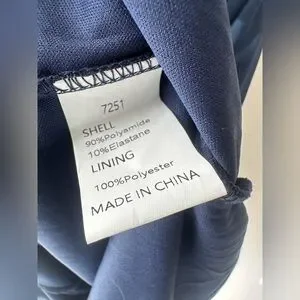 7251
SHELL
90%Polyamide
10%Elastane
LINING
100%Polyester
MADE IN CHINA